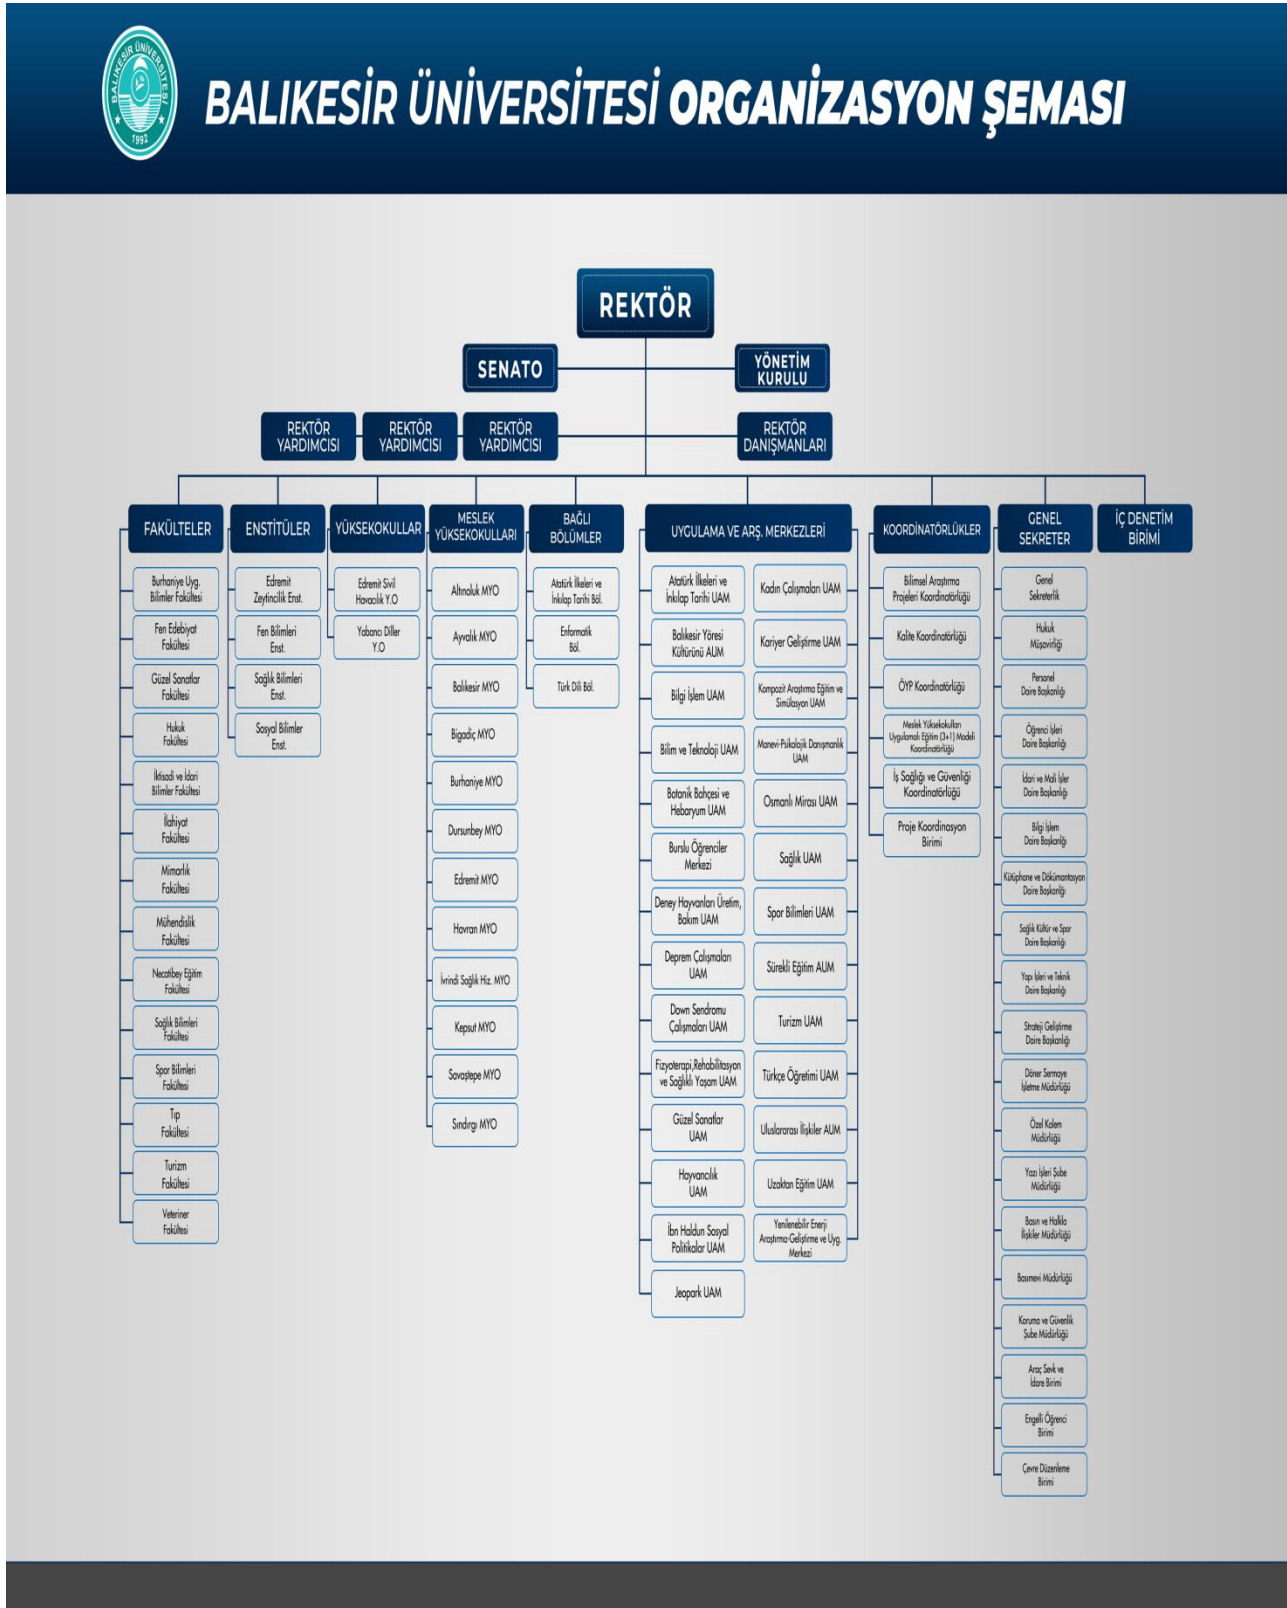 BALIKESİR ÜNİVERSİTESİ
1992
BALIKESİR ÜNİVERSİTESİ ORGANİZASYON ŞEMASI
REKTÖR
SENATO
YÖNETİM
KURULU
REKTÖR
YARDIMCISI
REKTÖR
YARDIMCISI
REKTÖR
YARDIMCISI
REKTÖR
DANIŞMANLARI
FAKÜLTELER
Burhaniye Uyg.
Bilimler Fakültesi
Fen Edebiyat
Fakültesi
Güzel Sanatlar
Fakültesi
Hukuk
Fakültesi
İktisadi ve İdari
Bilimler Fakültesi
İlahiyat
Fakültesi
Mimarlık
Fakültesi
Mühendislik
Fakültesi
Necatibey Eğitim
Fakültesi
Sağlık Bilimleri
Fakültesi
Spor Bilimleri
Fakültesi
Tıp
Fakültesi
Turizm
Fakültesi
Veteriner
Fakültesi
ENSTİTÜLER
Edremit
Zeytincilik Enst.
Fen Bilimleri
Enst.
Sağlık Bilimleri
Enst.
Sosyal Bilimler
Enst.
YÜKSEKOKULLAR
Edremit Sivil
Havacılık Y.O
Yabancı Diller
Y.O
MESLEK
YÜKSEKOKULLARI
Altınoluk MYO
Ayvalık MYO
Balıkesir MYO
Bigadiç MYO
Burhaniye MYO
Dursunbey MYO
Edremit MYO
Havran MYO
İvrindi Sağlık Hiz. MYO
Kepsut MYO
Savaştepe MYO
Sındırgı MYO
BAĞLI
BÖLÜMLER
Atatürk İlkeleri ve
İnkılap Tarihi Böl.
Enformatik
Böl.
Türk Dili Böl.
UYGULAMA VE ARŞ. MERKEZLERİ
Atatürk İlkeleri ve
İnkılap Tarihi UAM
Balıkesir Yöresi
Kültürünü AUM
Bilgi İşlem UAM
Bilim ve Teknoloji UAM
Botanik Bahçesi ve
Hebaryum UAM
Burslu Öğrenciler
Merkezi
Deney Hayvanları Üretim,
Bakım UAM
Deprem Çalışmaları
UAM
Down Sendromu
Çalışmaları UAM
Fizyoterapi,Rehabilitasyon
ve Sağlıklı Yaşam UAM
Güzel Sanatlar
UAM
Hayvancılık
UAM
İbn Haldun Sosyal
Politikalar UAM
Jeopark UAM
Kadın Çalışmaları UAM
Kariyer Geliştirme UAM
Kompozit Araştırma Eğitim ve
Simülasyon UAM
Manevi-Psikolojik Danışmanlık
UAM
Osmanlı Mirası UAM
Sağlık UAM
Spor Bilimleri UAM
Sürekli Eğitim AUM
Turizm UAM
Türkçe Öğretimi UAM
Uluslararası İlişkiler AUM
Uzaktan Eğitim UAM
Yenilenebilir Enerji
Araştırma-Geliştirme ve Uyg.
Merkezi
KOORDİNATÖRLÜKLER
Bilimsel Araştırma
Projeleri Koordinatörlüğü
Kalite Koordinatörlüğü
ÖYP Koordinatörlüğü
Meslek Yüksekokulları
Uygulamalı Eğitim (3+1) Modeli
Koordinatörlüğü
İş Sağlığı ve Güvenliği
Koordinatörlüğü
Proje Koordinasyon
Birimi
GENEL
SEKRETER
Genel
Sekreterlik
Hukuk
Müşavirliği
Personel
Daire Başkanlığı
Öğrenci İşleri
Daire Başkanlığı
İdari ve Mali İşler
Daire Başkanlığı
Bilgi İşlem
Daire Başkanlğı
Kütüphane ve Dökümantasyon
Daire Başkanlğı
Sağlık Kültür ve Spor
Daire Başkanlığı
Yapı İşleri ve Teknik
Daire Başkanlığı
Strateji Geliştirme
Daire Başkanlığı
Döner Sermaye
İşletme Müdürlüğü
Özel Kalem
Müdürlüğü
Yazı İşleri Şube
Müdürlüğü
Basın ve Halkla
İlişkiler Müdürlüğü
Basımevi Müdürlüğü
Koruma ve Güvenlik
Şube Müdürlüğü
Araç Sevk ve
İdare Birimi
Engelli Öğrenci
Birimi
Çevre Düzenleme
Birimi
İÇ DENETİM
BİRİMİ